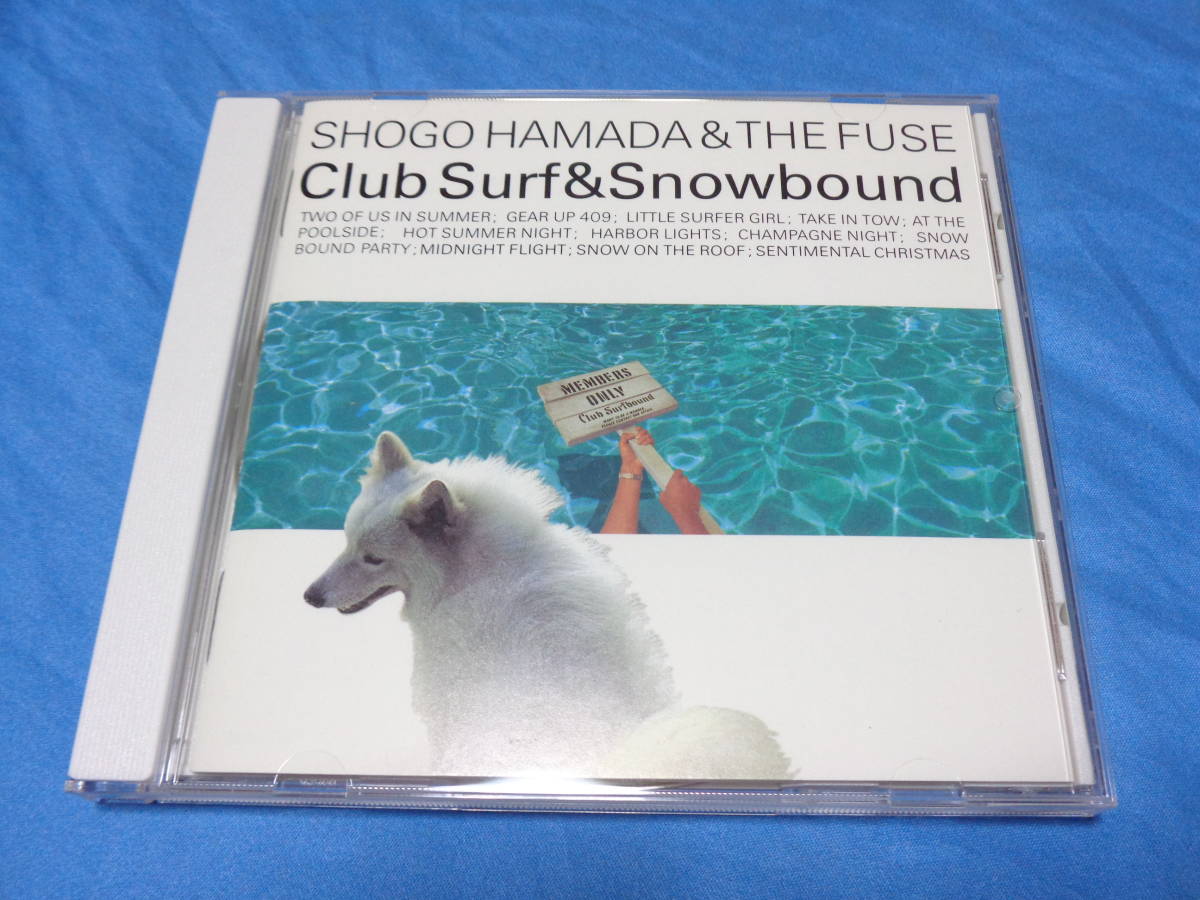 SHOGO HAMADA & THE FUSE
Club Surf&Snowbound
TWO OF US IN SUMMER; GEAR UP 409; LITTLE SURFER GIRL; TAKE IN TOW; AT THE
POOLSIDE; HOT SUMMER NIGHT; HARBOR LIGHTS; CHAMPAGNE NIGHT; SNOW
BOUND PARTY; MIDNIGHT FLIGHT; SNOW ON THE ROOF; SENTIMENTAL CHRISTMAS
MEMBERS
ONLY
Club Surfbound